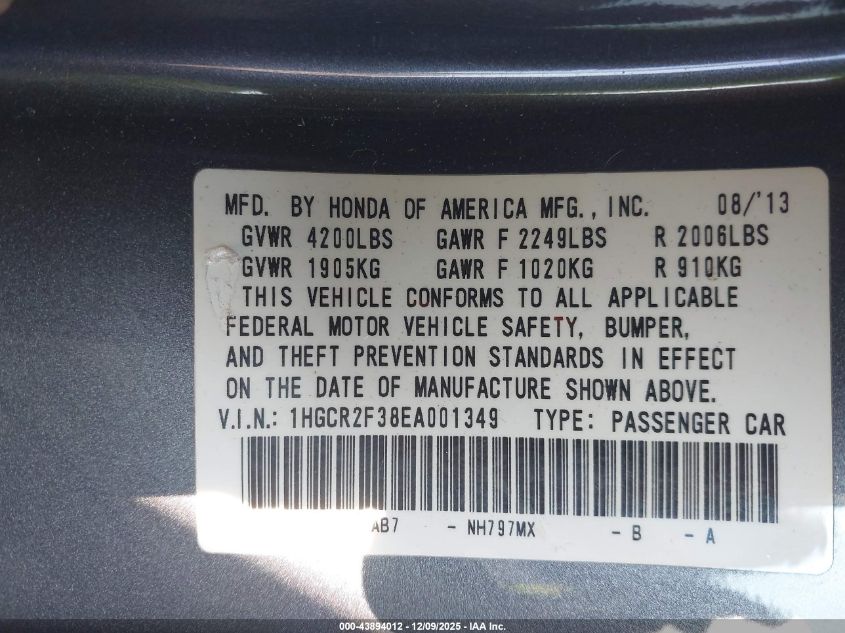 MFD. BY HONDA OF AMERICA MFG., INC. 08/'13
GVWR 4200LBS GAWR F 2249LBS R 2006LBS
GVWR 1905KG GAWR F 1020KG R 910KG
THIS VEHICLE CONFORMS TO ALL APPLICABLE
FEDERAL MOTOR VEHICLE SAFETY, BUMPER,
AND THEFT PREVENTION STANDARDS IN EFFECT
ON THE DATE OF MANUFACTURE SHOWN ABOVE.
V.I.N.: 1HGCR2F38EA001349 TYPE: PASSENGER CAR
AB7 - NH797MX - B - A
000-43894012 - 12/09/2025 - IAA Inc.